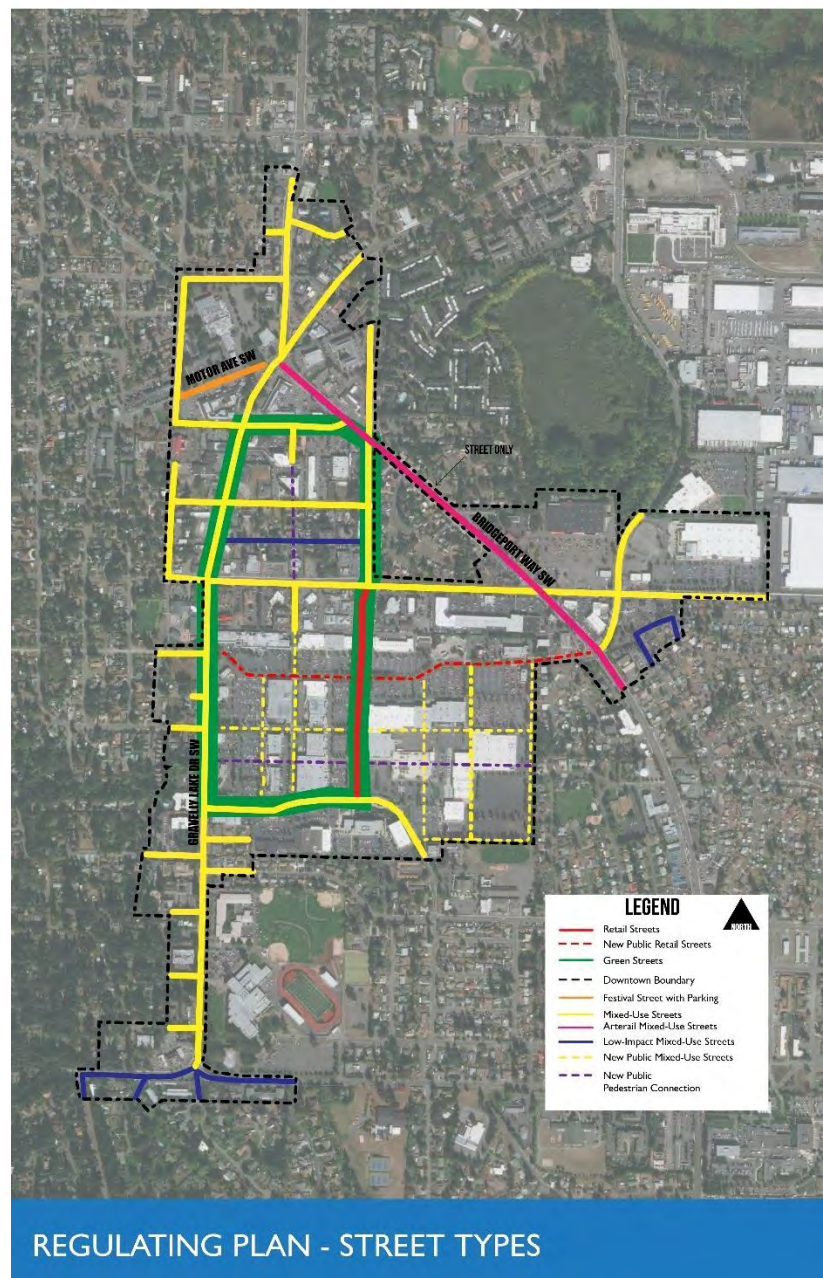 MOTOR AVE SW
STREET ONLY
BRIDGEPORT WAY SW
GRAVELLY LAKE DR SW
LEGEND
NORTH
Retail Streets
New Public Retail Streets
Green Streets
Downtown Boundary
Festival Street with Parking
Mixed-Use Streets
Arterail Mixed-Use Streets
Low-Impact Mixed-Use Streets
New Public Mixed-Use Streets
New Public
Pedestrian Connection
REGULATING PLAN - STREET TYPES